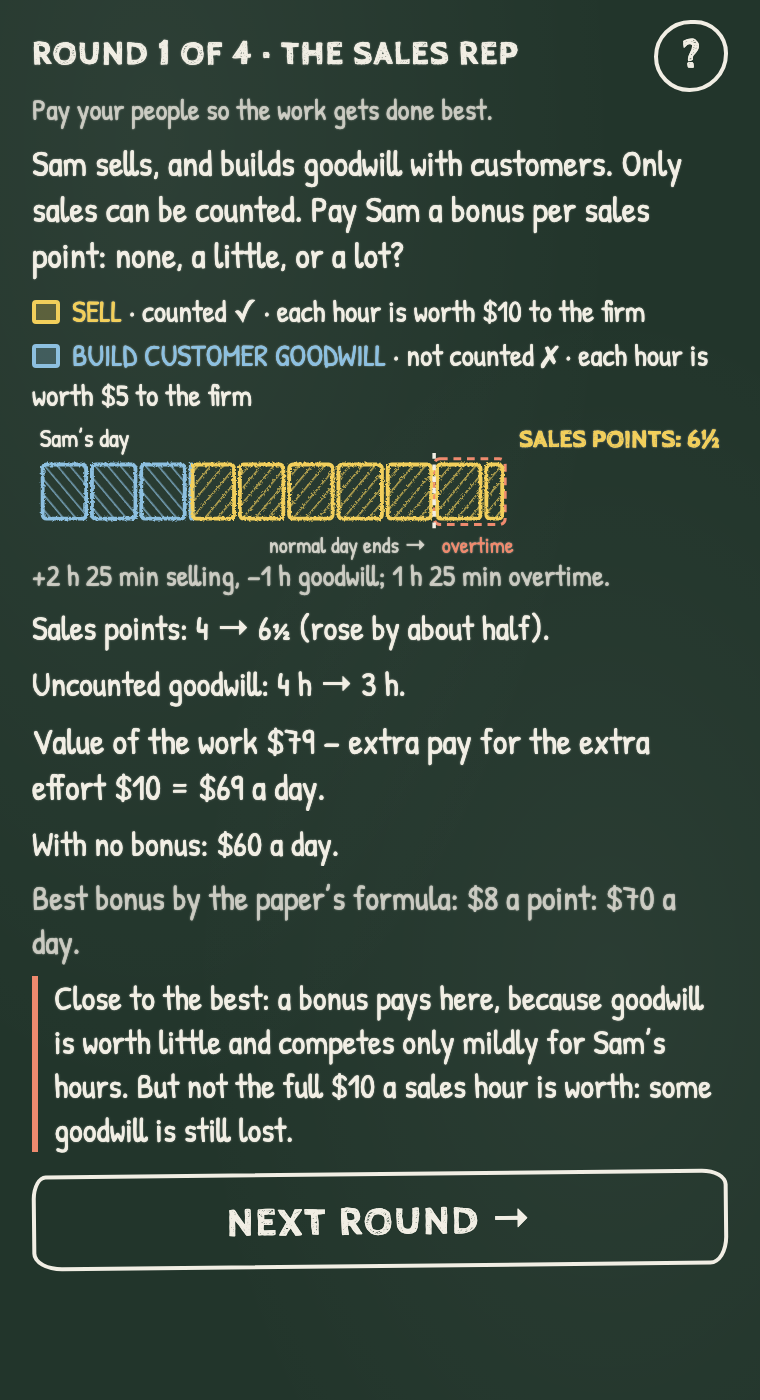 ROUND 1 OF 4 · THE SALES REP
?
Pay your people so the work gets done best.
Sam sells, and builds goodwill with customers. Only
sales can be counted. Pay Sam a bonus per sales
point: none, a little, or a lot?
SELL · counted ✓ · each hour is worth $10 to the firm
BUILD CUSTOMER GOODWILL · not counted ✗ · each hour is
worth $5 to the firm
Sam's day
SALES POINTS: 6½
normal day ends → overtime
+2 h 25 min selling, −1 h goodwill; 1 h 25 min overtime.
Sales points: 4 → 6½ (rose by about half).
Uncounted goodwill: 4 h → 3 h.
Value of the work $79 – extra pay for the extra
effort $10 = $69 a day.
With no bonus: $60 a day.
Best bonus by the paper's formula: $8 a point: $70 a
day.
Close to the best: a bonus pays here, because goodwill
is worth little and competes only mildly for Sam's
hours. But not the full $10 a sales hour is worth: some
goodwill is still lost.
NEXT ROUND →